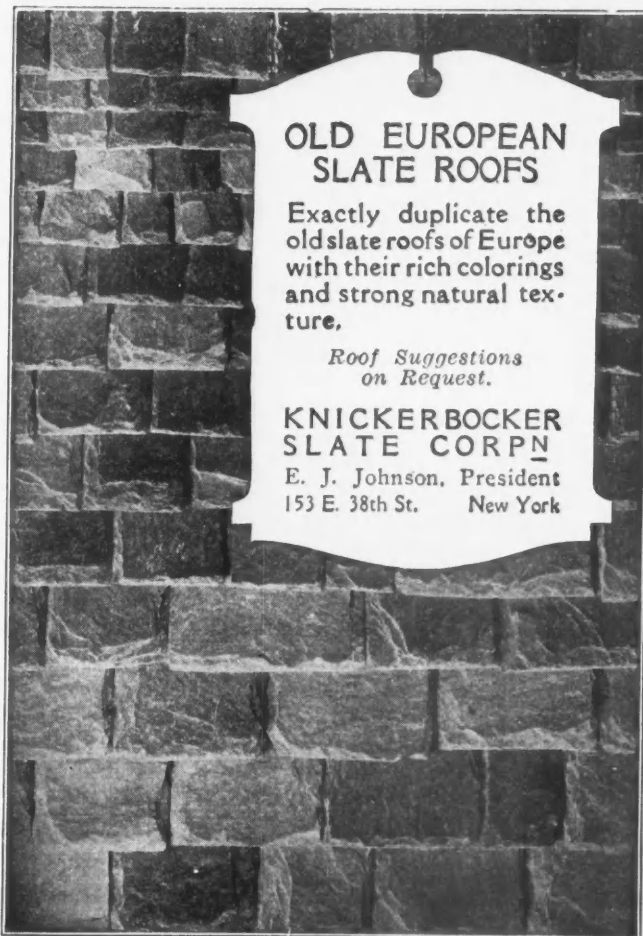 OLD EUROPEAN
SLATE ROOFS
Exactly duplicate the
old slate roofs of Europe
with their rich colorings
and strong natural tex-
ture.
Roof Suggestions
on Request.
KNICKERBOCKER
SLATE CORPN
E. J. Johnson, President
153 E. 38th St. New York